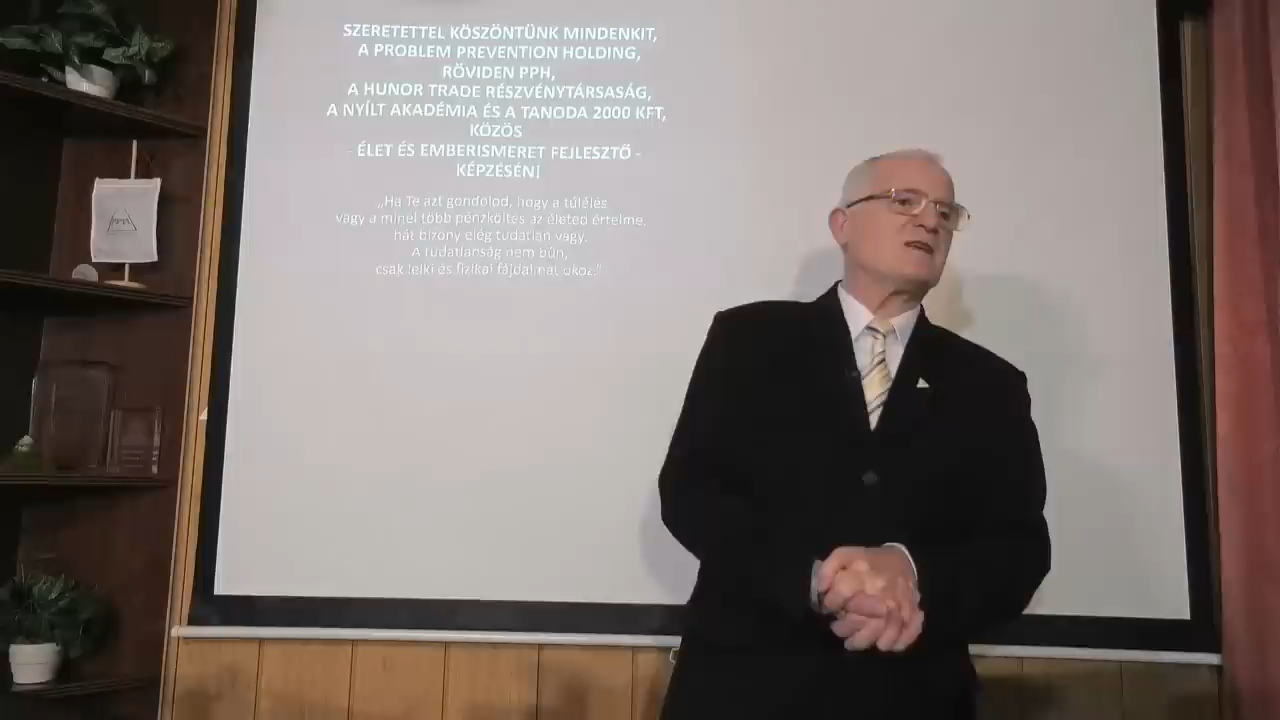 SZERETETTEL KÖSZÖNTÜNK MINDENKIT,
A PROBLEM PREVENTION HOLDING,
RÖVIDEN PPH,
A HUNOR TRADE RÉSZVÉNYTÁRSASÁG,
A NYÍLT AKADÉMIA ÉS A TANODA 2000 KFT,
KÖZÖS
- ÉLET ÉS EMBERISMERET FEJLESZTŐ -
KÉPZÉSÉN!
„Ha Te azt gondolod, hogy a túlélés
vagy a minél több pénzköltés az életed értelme,
hát bizony elég tudatlan vagy.
A tudatlanság nem bűn,
csak lelki és fizikai fájdalmat okoz."